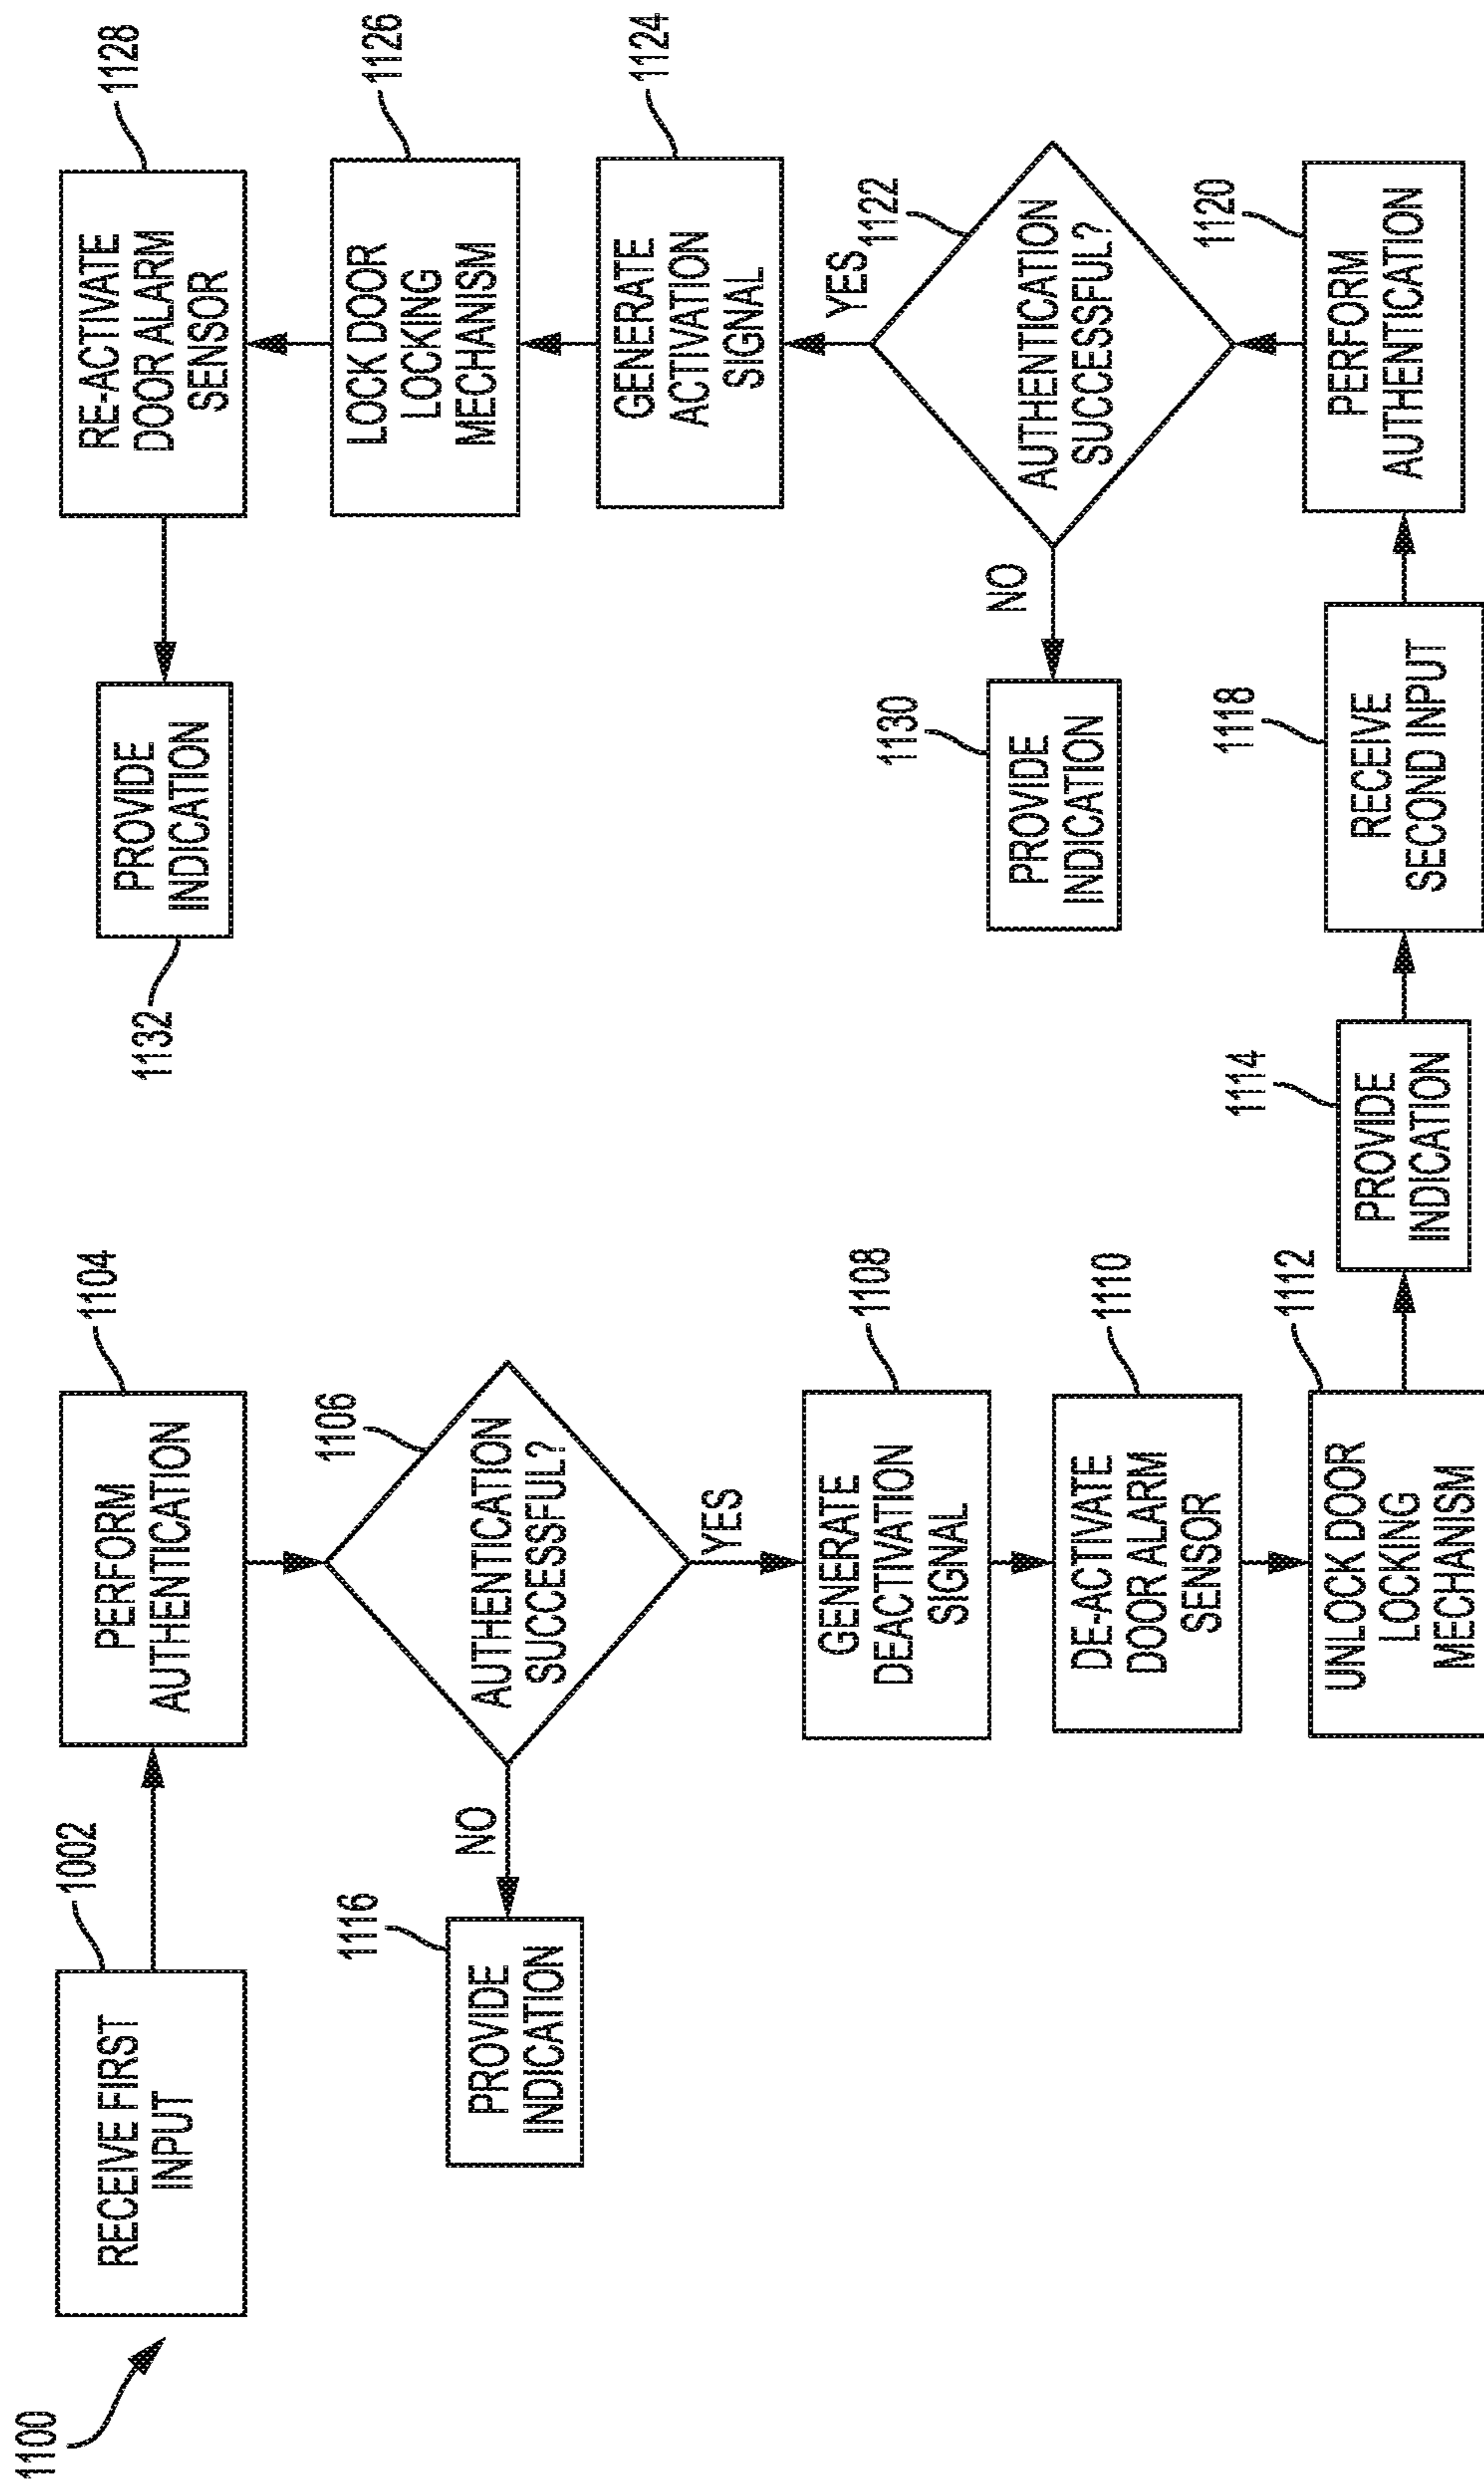 1100
1002
RECEIVE FIRST
INPUT
1104
PERFORM
AUTHENTICATION
1106
AUTHENTICATION
SUCCESSFUL?
NO
1116
PROVIDE
INDICATION
YES
1108
GENERATE
DEACTIVATION
SIGNAL
1110
DE-ACTIVATE
DOOR ALARM
SENSOR
1112
UNLOCK DOOR
LOCKING
MECHANISM
1114
PROVIDE
INDICATION
1118
RECEIVE
SECOND INPUT
1120
PERFORM
AUTHENTICATION
1122
AUTHENTICATION
SUCCESSFUL?
NO
1130
PROVIDE
INDICATION
YES
1124
GENERATE
ACTIVATION
SIGNAL
1126
LOCK DOOR
LOCKING
MECHANISM
1128
RE-ACTIVATE
DOOR ALARM
SENSOR
1132
PROVIDE
INDICATION